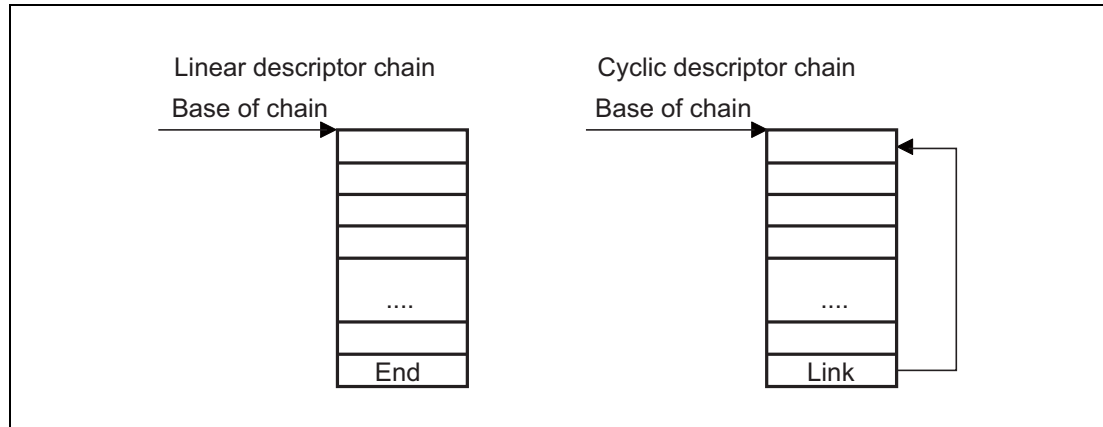 Linear descriptor chain
Base of chain
....
End
Cyclic descriptor chain
Base of chain
....
Link